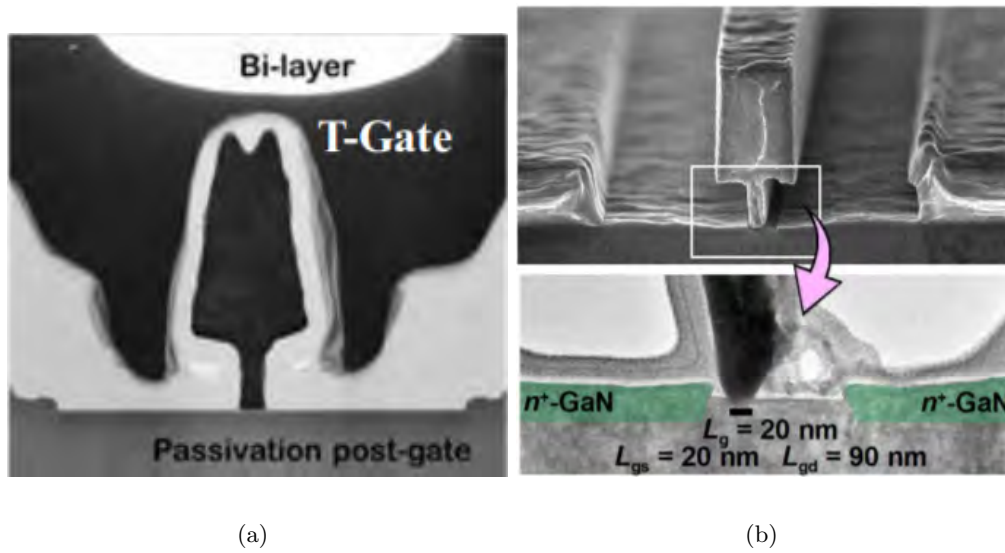 Bi-layer
T-Gate
Passivation post-gate
n⁺-GaN
n⁺-GaN
Lg = 20 nm
Lgs = 20 nm Lgd = 90 nm
(a)
(b)